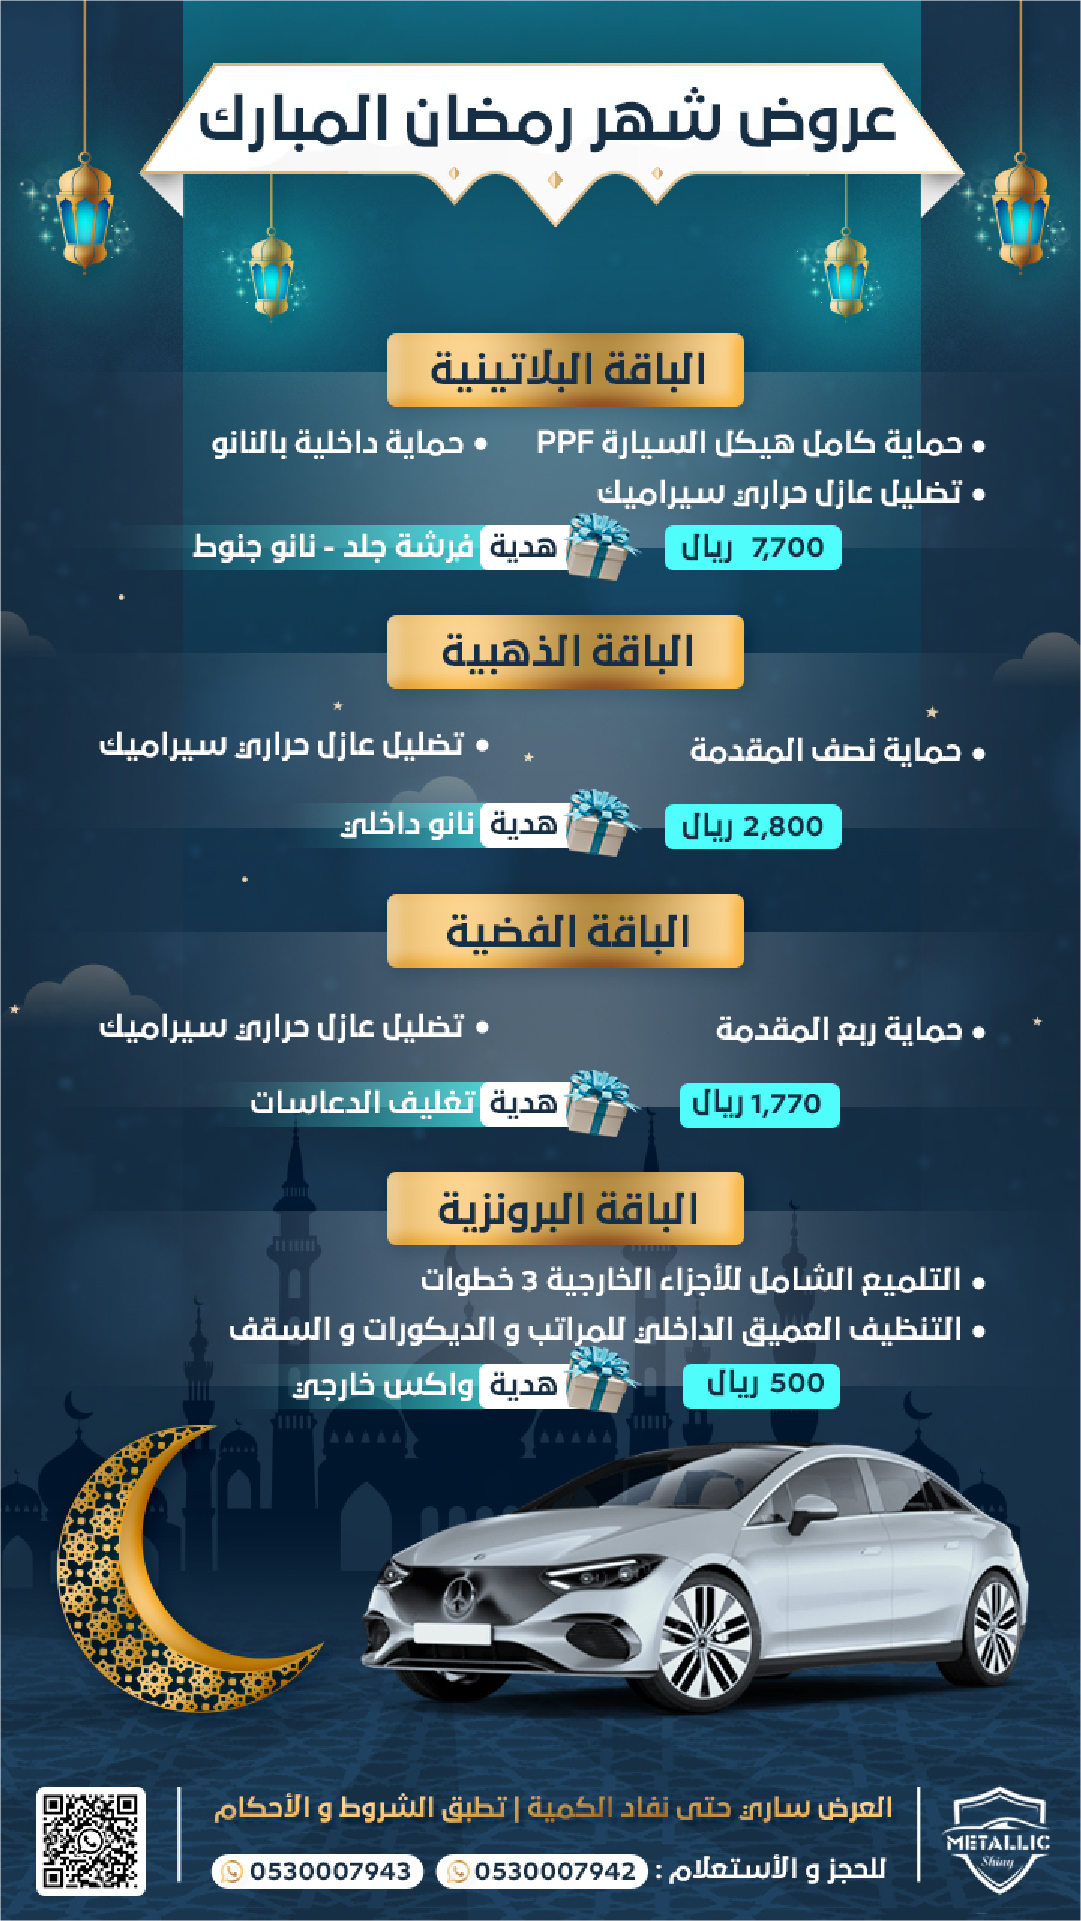 عروض شهر رمضان المبارك
الباقة البلاتينية
• حماية كامل هيكل السيارة PPF • حماية داخلية بالنانو
• تضليل عازل حراري سيراميك
7,700 ريال هدية فرشة جلد - نانو جنوط
الباقة الذهبية
• حماية نصف المقدمة • تضليل عازل حراري سيراميك
2,800 ريال هدية نانو داخلي
الباقة الفضية
• حماية ربع المقدمة • تضليل عازل حراري سيراميك
1,770 ريال هدية تغليف الدعاسات
الباقة البرونزية
• التلميع الشامل للأجزاء الخارجية 3 خطوات
• التنظيف العميق الداخلي للمراتب و الديكورات و السقف
500 ريال هدية واكس خارجي
العرض ساري حتى نفاد الكمية | تطبق الشروط و الأحكام
للحجز و الأستعلام : 0530007942 0530007943
METALLIC
Shiny